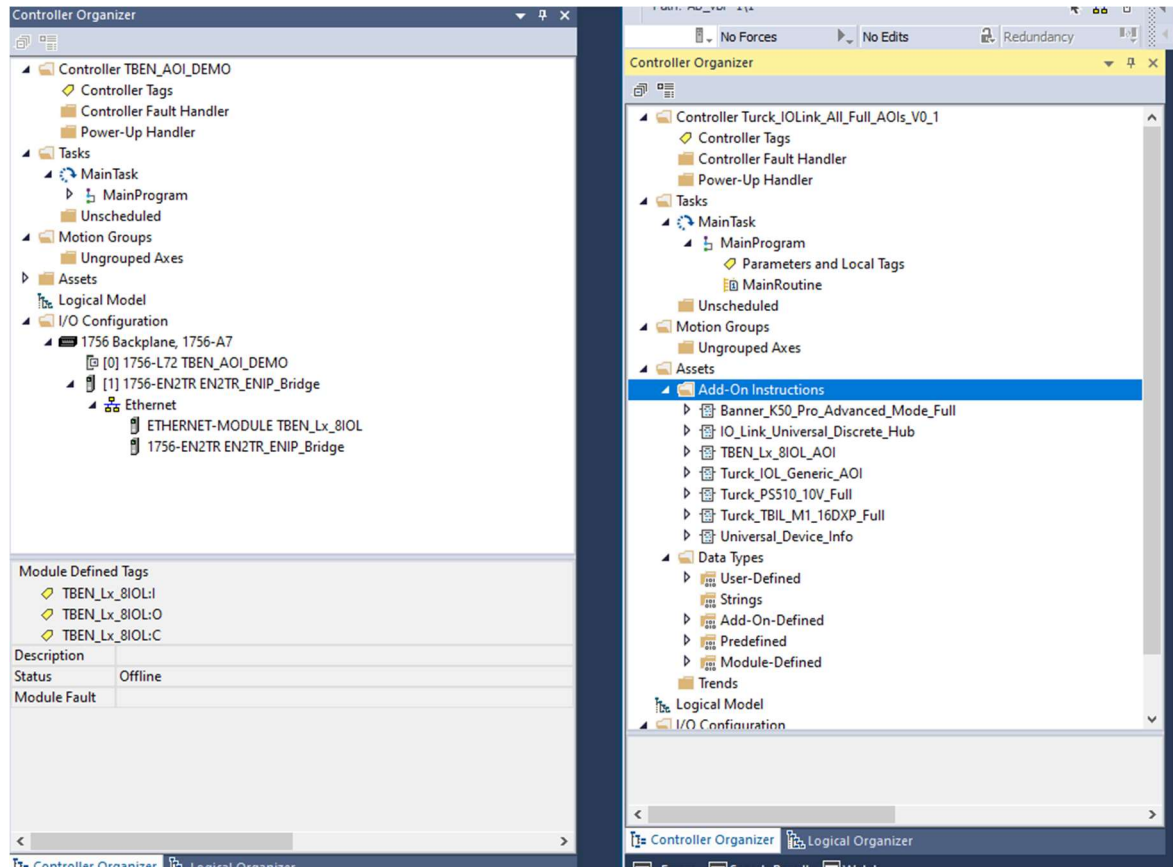 Controller Organizer
Controller TBEN_AOI_DEMO
Controller Tags
Controller Fault Handler
Power-Up Handler
Tasks
MainTask
MainProgram
Unscheduled
Motion Groups
Ungrouped Axes
Assets
Logical Model
I/O Configuration
1756 Backplane, 1756-A7
[0] 1756-L72 TBEN_AOI_DEMO
[1] 1756-EN2TR EN2TR_ENIP_Bridge
Ethernet
ETHERNET-MODULE TBEN_Lx_8IOL
1756-EN2TR EN2TR_ENIP_Bridge
Module Defined Tags
TBEN_Lx_8IOL:I
TBEN_Lx_8IOL:O
TBEN_Lx_8IOL:C
Description
Status Offline
Module Fault
Controller Organizer Logical Organizer
No Forces No Edits Redundancy
Controller Organizer
Controller Turck_IOLink_All_Full_AOIs_V0_1
Controller Tags
Controller Fault Handler
Power-Up Handler
Tasks
MainTask
MainProgram
Parameters and Local Tags
MainRoutine
Unscheduled
Motion Groups
Ungrouped Axes
Assets
Add-On Instructions
Banner_K50_Pro_Advanced_Mode_Full
IO_Link_Universal_Discrete_Hub
TBEN_Lx_8IOL_AOI
Turck_IOL_Generic_AOI
Turck_PS510_10V_Full
Turck_TBIL_M1_16DXP_Full
Universal_Device_Info
Data Types
User-Defined
Strings
Add-On-Defined
Predefined
Module-Defined
Trends
Logical Model
I/O Configuration
Controller Organizer Logical Organizer